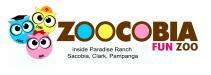 ZOOCOBIA
FUN ZOO
inside Paradise Ranch
Sacobia, Clark, Pampanga